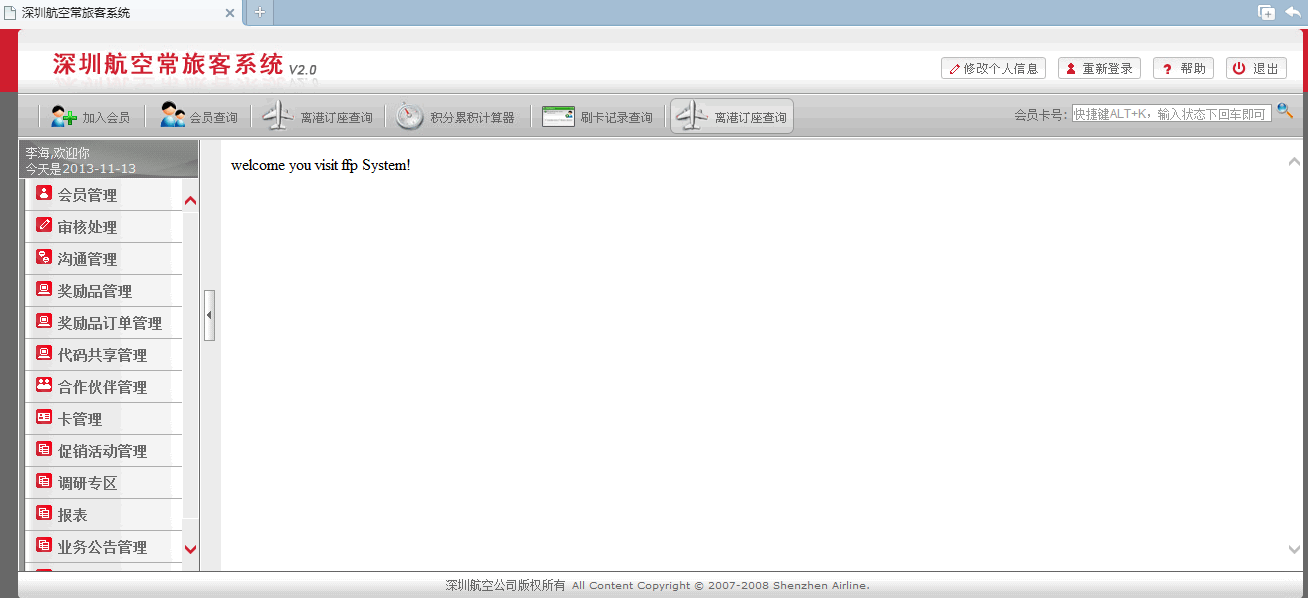 深圳航空常旅客系统
深圳航空常旅客系统 V2.0
修改个人信息 重新登录 帮助 退出
加入会员 会员查询 离港订座查询 积分累积计算器 刷卡记录查询 离港订座查询 会员卡号: 快捷键ALT+K，输入状态下回车即可
李海,欢迎你
今天是2013-11-13
welcome you visit ffp System!
会员管理
审核处理
沟通管理
奖励品管理
奖励品订单管理
代码共享管理
合作伙伴管理
卡管理
促销活动管理
调研专区
报表
业务公告管理
深圳航空公司版权所有 All Content Copyright © 2007-2008 Shenzhen Airline.